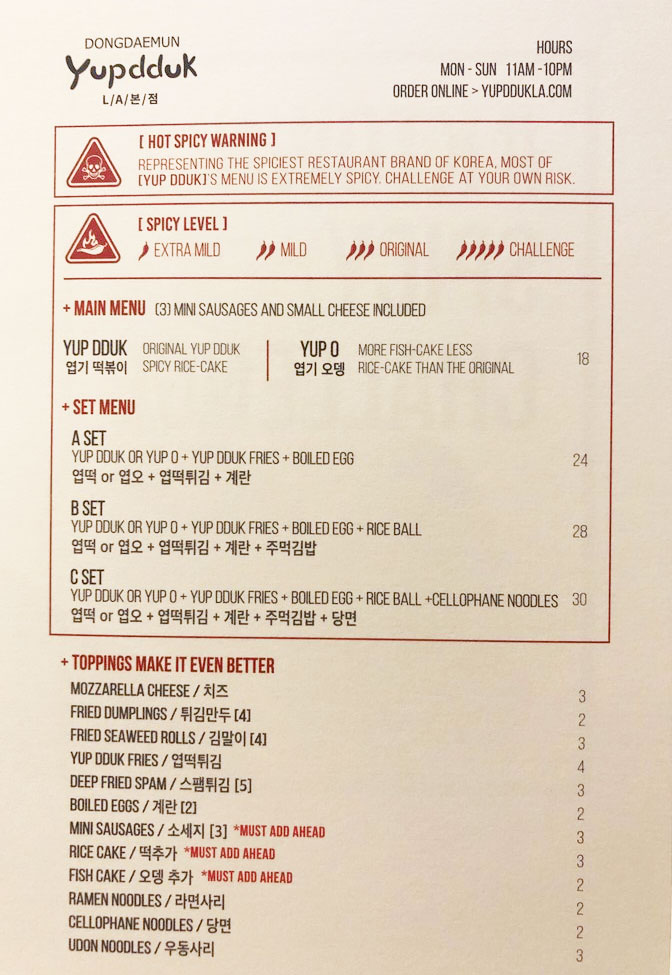 DONGDAEMUN
Yupdduk
L/A/본/점
HOURS
MON - SUN 11AM -10PM
ORDER ONLINE > YUPDDUKLA.COM
[ HOT SPICY WARNING ]
REPRESENTING THE SPICIEST RESTAURANT BRAND OF KOREA, MOST OF
[YUP DDUK]'S MENU IS EXTREMELY SPICY. CHALLENGE AT YOUR OWN RISK.
[ SPICY LEVEL ]
EXTRA MILD MILD ORIGINAL CHALLENGE
+ MAIN MENU (3) MINI SAUSAGES AND SMALL CHEESE INCLUDED
YUP DDUK ORIGINAL YUP DDUK YUP O MORE FISH-CAKE LESS 18
엽기 떡볶이 SPICY RICE-CAKE 엽기 오뎅 RICE-CAKE THAN THE ORIGINAL
+ SET MENU
A SET
YUP DDUK OR YUP O + YUP DDUK FRIES + BOILED EGG 24
엽떡 or 엽오 + 엽떡튀김 + 계란
B SET
YUP DDUK OR YUP O + YUP DDUK FRIES + BOILED EGG + RICE BALL 28
엽떡 or 엽오 + 엽떡튀김 + 계란 + 주먹김밥
C SET
YUP DDUK OR YUP O + YUP DDUK FRIES + BOILED EGG + RICE BALL +CELLOPHANE NOODLES 30
엽떡 or 엽오 + 엽떡튀김 + 계란 + 주먹김밥 + 당면
+ TOPPINGS MAKE IT EVEN BETTER
MOZZARELLA CHEESE / 치즈 3
FRIED DUMPLINGS / 튀김만두 [4] 2
FRIED SEAWEED ROLLS / 김말이 [4] 3
YUP DDUK FRIES / 엽떡튀김 4
DEEP FRIED SPAM / 스팸튀김 [5] 3
BOILED EGGS / 계란 [2] 2
MINI SAUSAGES / 소세지 [3] *MUST ADD AHEAD 3
RICE CAKE / 떡추가 *MUST ADD AHEAD 3
FISH CAKE / 오뎅 추가 *MUST ADD AHEAD 2
RAMEN NOODLES / 라면사리 2
CELLOPHANE NOODLES / 당면 2
UDON NOODLES / 우동사리 3